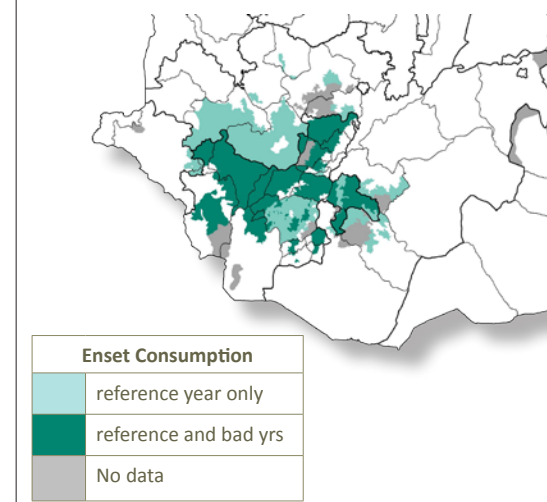 Enset Consumption
reference year only
reference and bad yrs
No data